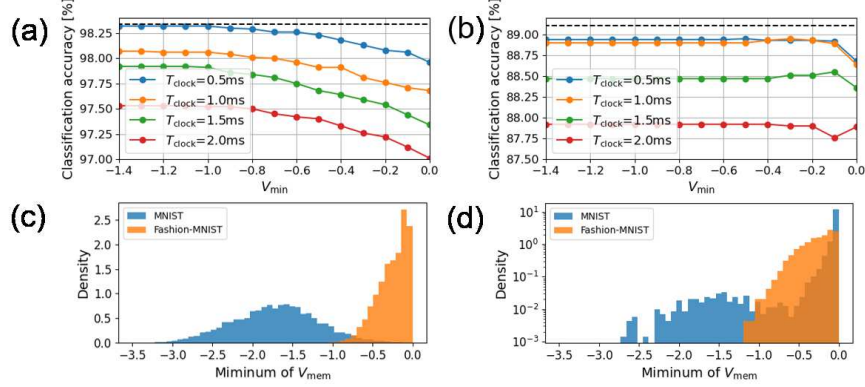 (a)
Classification accuracy [%]
98.25
98.00
97.75
97.50
97.25
97.00
T_clock=0.5ms
T_clock=1.0ms
T_clock=1.5ms
T_clock=2.0ms
−1.4 −1.2 −1.0 −0.8 −0.6 −0.4 −0.2 0.0
V_min
(b)
Classification accuracy [%]
89.00
88.75
88.50
88.25
88.00
87.75
87.50
T_clock=0.5ms
T_clock=1.0ms
T_clock=1.5ms
T_clock=2.0ms
−1.4 −1.2 −1.0 −0.8 −0.6 −0.4 −0.2 0.0
V_min
(c)
Density
2.5
2.0
1.5
1.0
0.5
0.0
MNIST
Fashion-MNIST
−3.5 −3.0 −2.5 −2.0 −1.5 −1.0 −0.5 0.0
Miminum of V_mem
(d)
Density
10¹
10⁰
10⁻¹
10⁻²
10⁻³
MNIST
Fashion-MNIST
−3.5 −3.0 −2.5 −2.0 −1.5 −1.0 −0.5 0.0
Miminum of V_mem